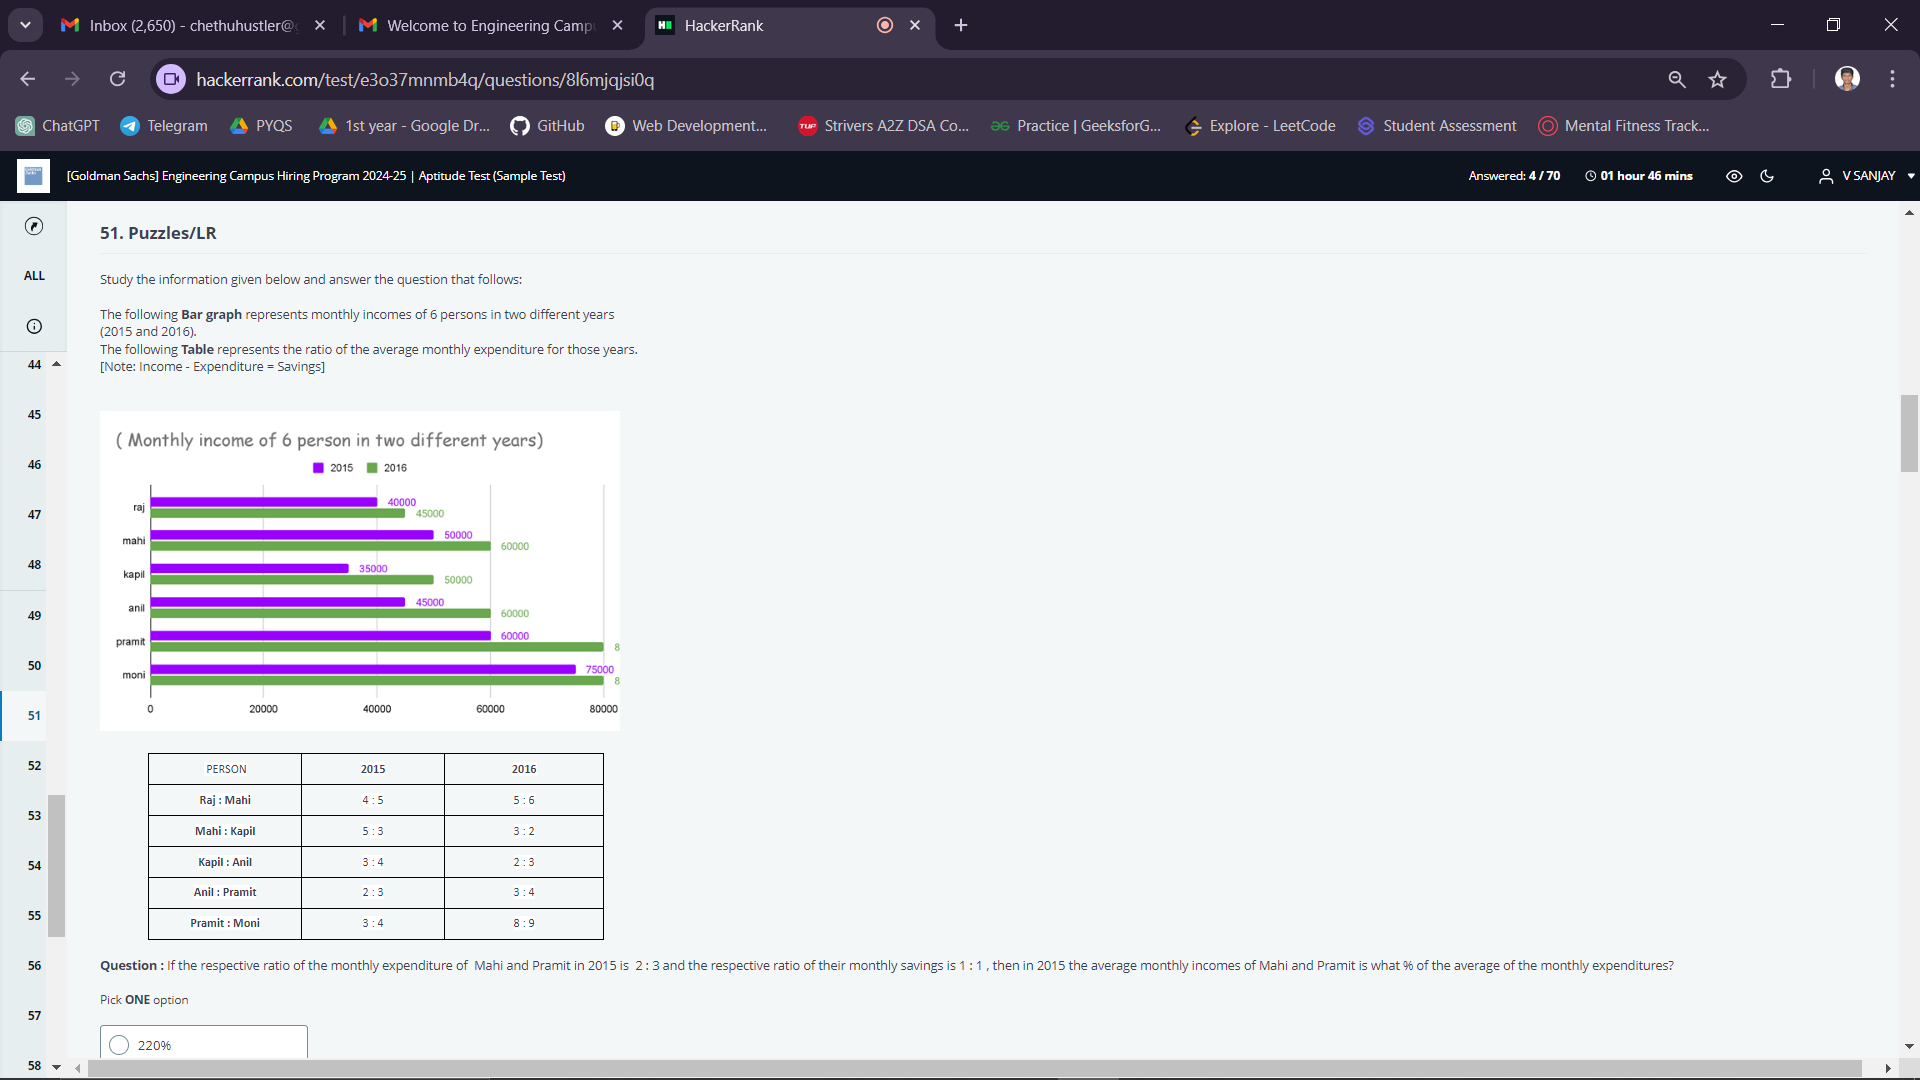 Inbox (2,650) - chethuhustler@g
Welcome to Engineering Camp
HackerRank
hackerrank.com/test/e3o37mnmb4q/questions/8l6mjqjsi0q
ChatGPT
Telegram
PYQS
1st year - Google Dr...
GitHub
Web Development...
TUF
Strivers A2Z DSA Co...
Practice | GeeksforG...
Explore - LeetCode
Student Assessment
Mental Fitness Track...
[Goldman Sachs] Engineering Campus Hiring Program 2024-25 | Aptitude Test (Sample Test)
Answered: 4 / 70
01 hour 46 mins
V SANJAY
ALL
44
45
46
47
48
49
50
51
52
53
54
55
56
57
58
51. Puzzles/LR
Study the information given below and answer the question that follows:
The following Bar graph represents monthly incomes of 6 persons in two different years
(2015 and 2016).
The following Table represents the ratio of the average monthly expenditure for those years.
[Note: Income - Expenditure = Savings]
( Monthly income of 6 person in two different years)
2015 2016
raj 40000
45000
mahi 50000
60000
kapil 35000
50000
anil 45000
60000
pramit 60000
8
moni 75000
8
0 20000 40000 60000 80000
PERSON 2015 2016
Raj : Mahi 4 : 5 5 : 6
Mahi : Kapil 5 : 3 3 : 2
Kapil : Anil 3 : 4 2 : 3
Anil : Pramit 2 : 3 3 : 4
Pramit : Moni 3 : 4 8 : 9
Question : If the respective ratio of the monthly expenditure of Mahi and Pramit in 2015 is 2 : 3 and the respective ratio of their monthly savings is 1 : 1 , then in 2015 the average monthly incomes of Mahi and Pramit is what % of the average of the monthly expenditures?
Pick ONE option
220%